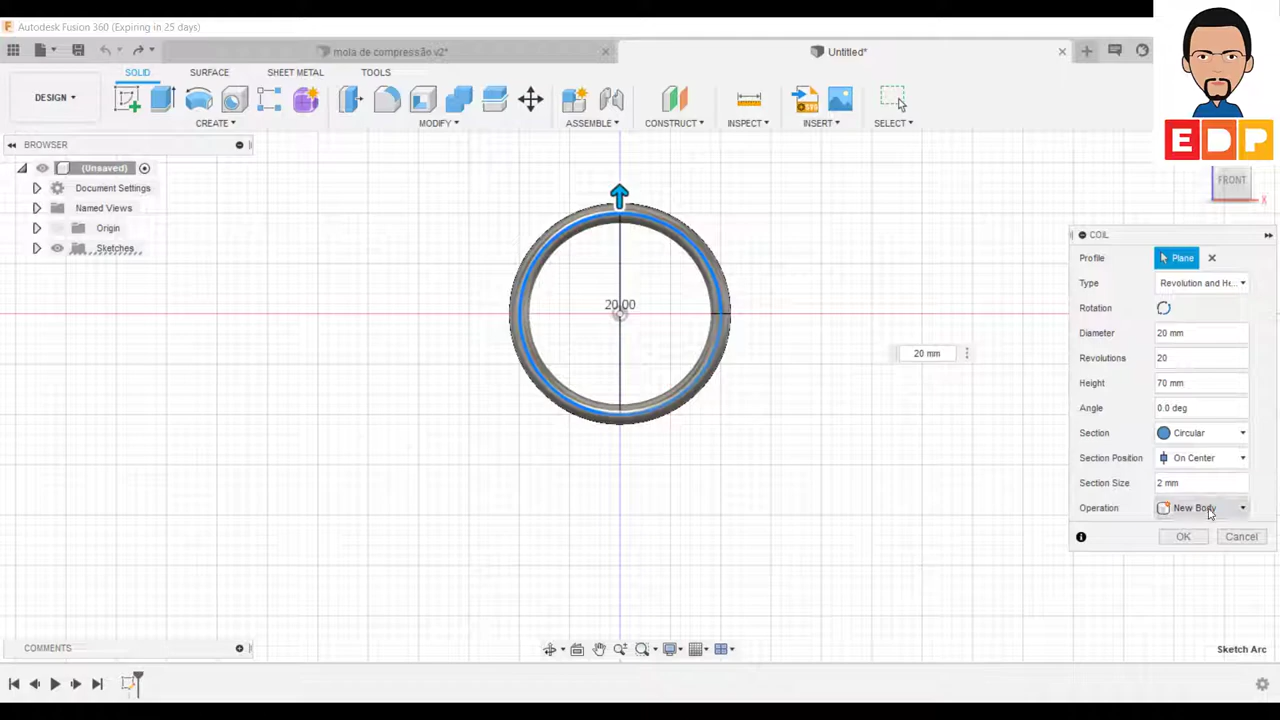 Autodesk Fusion 360 (Expiring in 25 days)
mola de compressão v2*
Untitled*
DESIGN
SOLID
SURFACE
SHEET METAL
TOOLS
CREATE
MODIFY
ASSEMBLE
CONSTRUCT
INSPECT
INSERT
SELECT
EDP
BROWSER
(Unsaved)
Document Settings
Named Views
Origin
Sketches
FRONT
X
20.00
20 mm
COIL
Profile Plane
Type Revolution and He...
Rotation
Diameter 20 mm
Revolutions 20
Height 70 mm
Angle 0.0 deg
Section Circular
Section Position On Center
Section Size 2 mm
Operation New Body
OK Cancel
COMMENTS
Sketch Arc